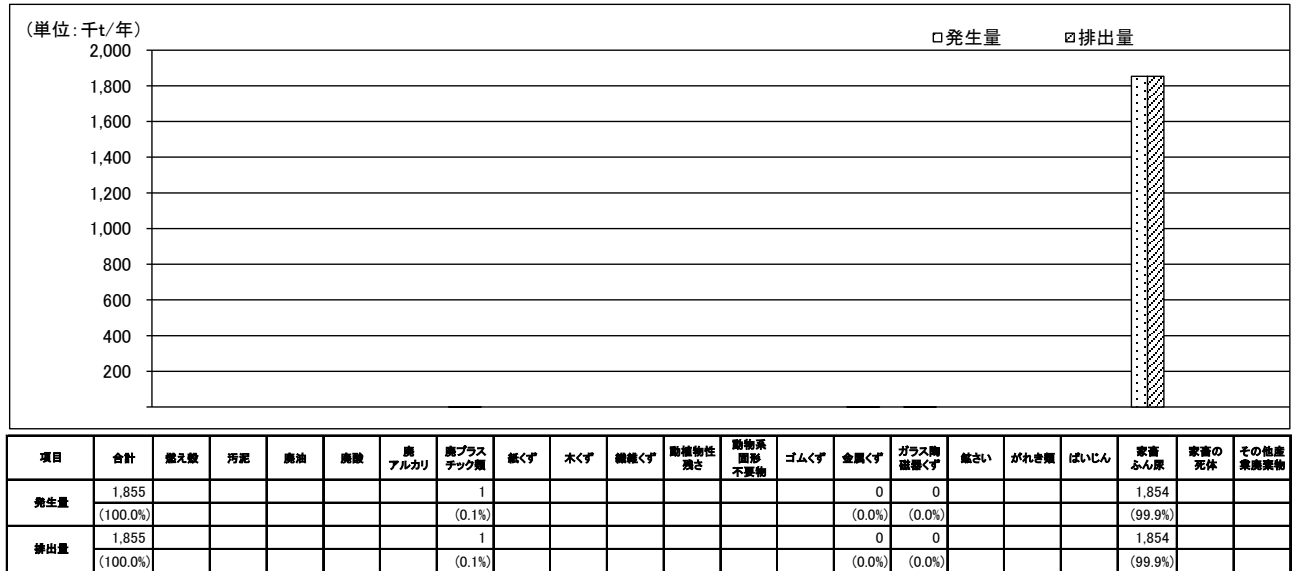 (単位:千t/年)
□発生量 ☑排出量
2,000
1,800
1,600
1,400
1,200
1,000
800
600
400
200
項目 合計 燃え殻 汚泥 廃油 廃酸 廃アルカリ 廃プラスチック類 紙くず 木くず 繊維くず 動植物性残さ 動物系固形不要物 ゴムくず 金属くず ガラス陶磁器くず 鉱さい がれき類 ばいじん 家畜ふん尿 家畜の死体 その他産業廃棄物
発生量 1,855 1 0 0 1,854
(100.0%) (0.1%) (0.0%) (0.0%) (99.9%)
排出量 1,855 1 0 0 1,854
(100.0%) (0.1%) (0.0%) (0.0%) (99.9%)